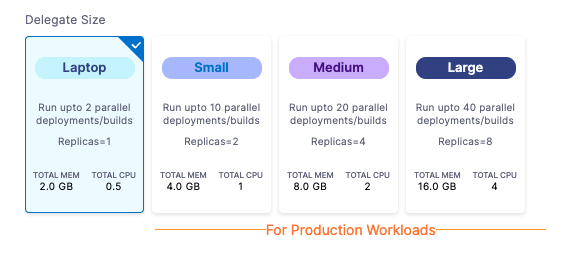 Delegate Size
Laptop
Run upto 2 parallel
deployments/builds
Replicas=1
TOTAL MEM TOTAL CPU
2.0 GB 0.5
Small
Run upto 10 parallel
deployments/builds
Replicas=2
TOTAL MEM TOTAL CPU
4.0 GB 1
Medium
Run upto 20 parallel
deployments/builds
Replicas=4
TOTAL MEM TOTAL CPU
8.0 GB 2
Large
Run upto 40 parallel
deployments/builds
Replicas=8
TOTAL MEM TOTAL CPU
16.0 GB 4
For Production Workloads